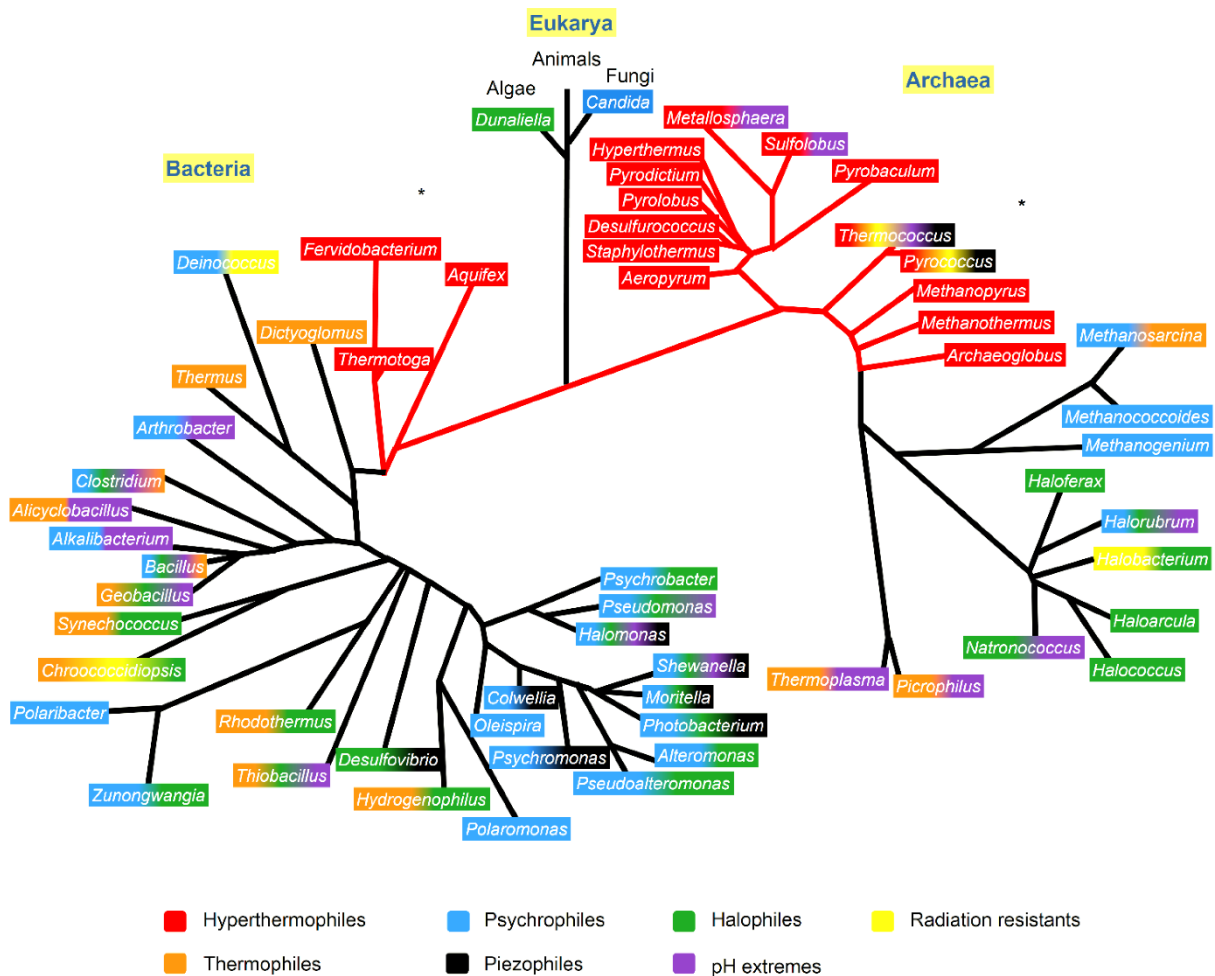 Eukarya
Animals
Fungi
Algae
Archaea
Candida
Dunaliella
Metallosphaera
Sulfolobus
Hyperthermus
Bacteria
Pyrobaculum
Pyrodictium
*
Pyrolobus
*
Desulfurococcus
Thermococcus
Fervidobacterium
Staphylothermus
Deinococcus
Pyrococcus
Aquifex
Aeropyrum
Methanopyrus
Methanothermus
Dictyoglomus
Methanosarcina
Thermotoga
Archaeoglobus
Thermus
Methanococcoides
Arthrobacter
Methanogenium
Clostridium
Haloferax
Alicyclobacillus
Halorubrum
Alkalibacterium
Halobacterium
Bacillus
Psychrobacter
Geobacillus
Pseudomonas
Haloarcula
Synechococcus
Halomonas
Natronococcus
Shewanella
Halococcus
Chroococcidiopsis
Thermoplasma
Picrophilus
Colwellia
Moritella
Polaribacter
Rhodothermus
Oleispira
Photobacterium
Desulfovibrio
Psychromonas
Alteromonas
Thiobacillus
Pseudoalteromonas
Zunongwangia
Hydrogenophilus
Polaromonas
Hyperthermiles
Psychrophiles
Halophiles
Radiation resistants
Thermophiles
Piezophiles
pH extremes